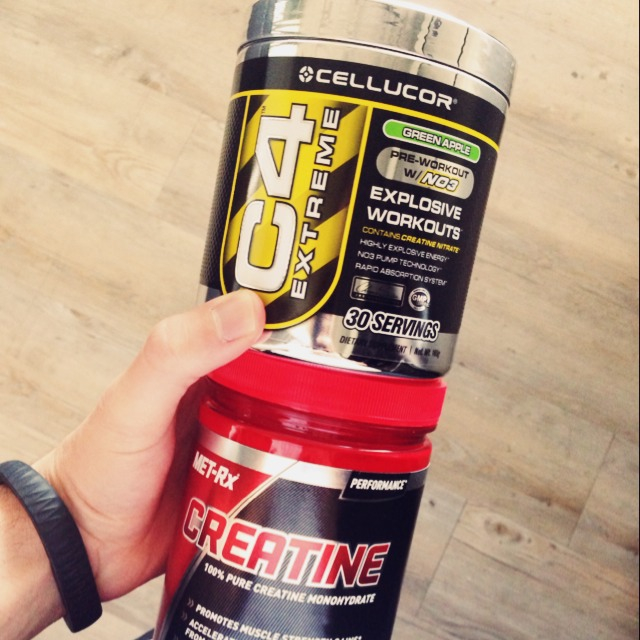 CELLUCOR®
C4
EXTREME
GREEN APPLE
PRE-WORKOUT
W/ NO3
EXPLOSIVE
WORKOUTS
CONTAINS CREATINE NITRATE
HIGHLY EXPLOSIVE ENERGY
NO3 PUMP TECHNOLOGY
RAPID ABSORPTION SYSTEM
GMP
30 SERVINGS
MET-Rx
PERFORMANCE
CREATINE
100% PURE CREATINE MONOHYDRATE
PROMOTES MUSCLE STRENGTH